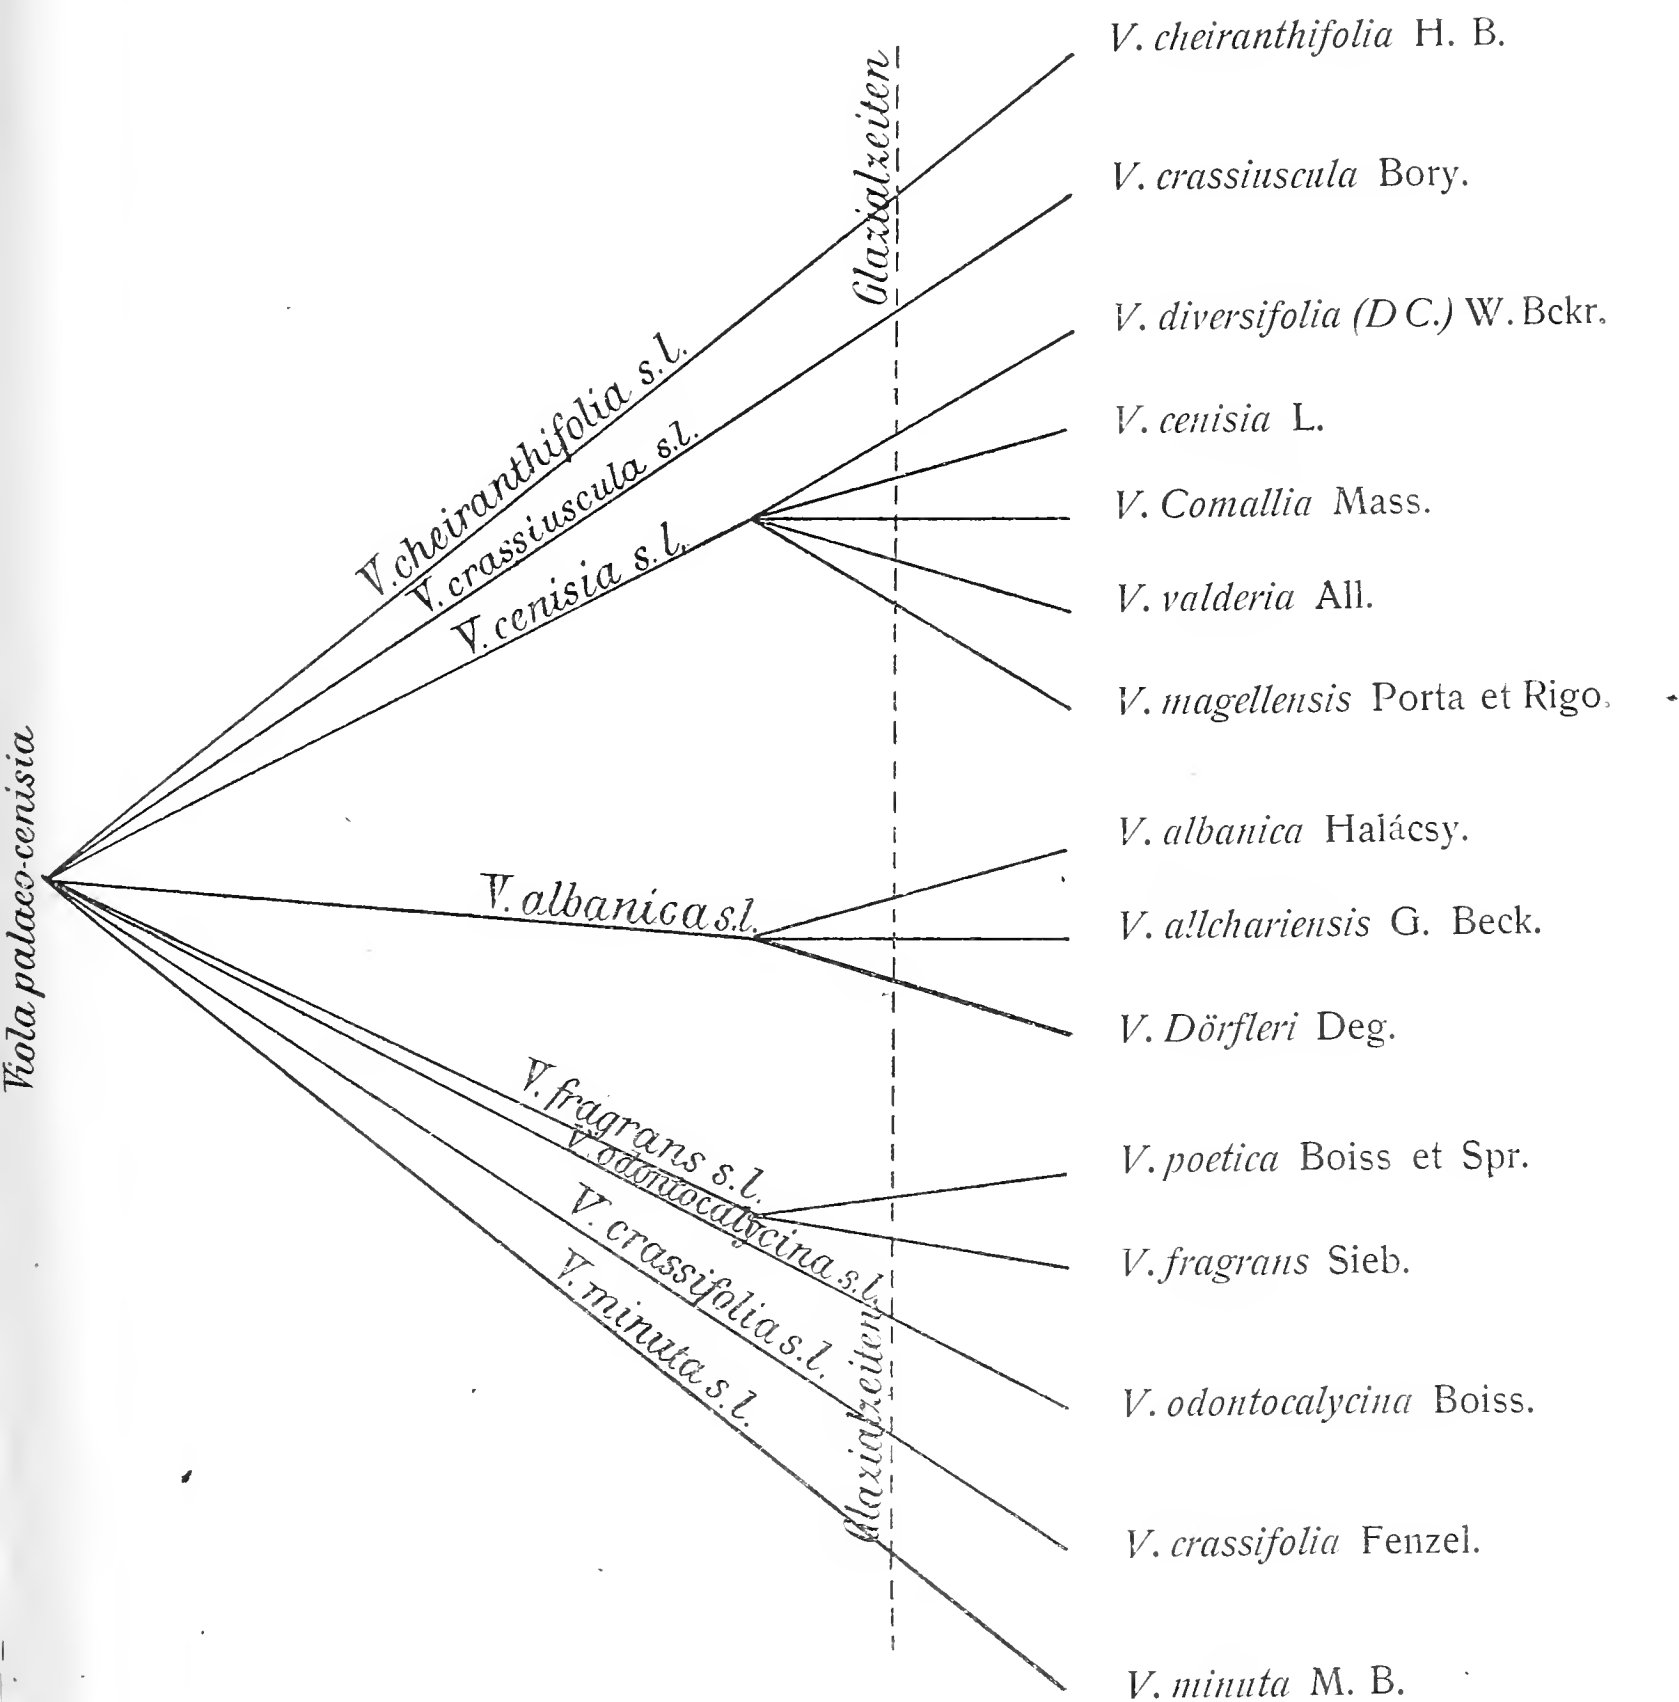 Viola palaeo-cenisia
V. cheiranthifolia s.l.
V. crassiuscula s.l.
V. cenisia s.l.
V. albanica s.l.
V. fragrans s.l.
V. odontocalycina s.l.
V. crassifolia s.l.
V. minuta s.l.
Glazialzeiten
Glazialzeiten
V. cheiranthifolia H. B.
V. crassiuscula Bory.
V. diversifolia (D C.) W. Bckr.
V. cenisia L.
V. Comallia Mass.
V. valderia All.
V. magellensis Porta et Rigo.
V. albanica Halácsy.
V. allchariensis G. Beck.
V. Dörfleri Deg.
V. poetica Boiss et Spr.
V. fragrans Sieb.
V. odontocalycina Boiss.
V. crassifolia Fenzel.
V. minuta M. B.